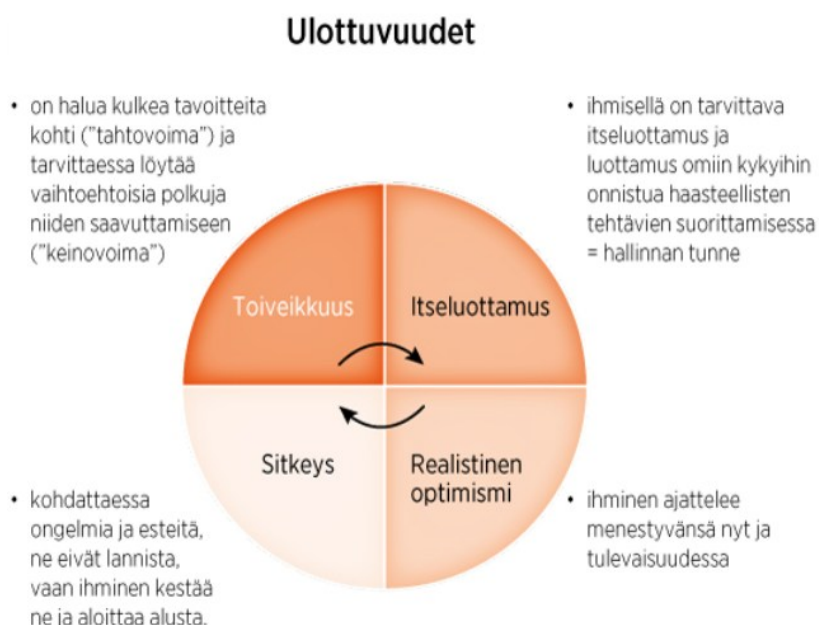 Ulottuvuudet
• on halua kulkea tavoitteita
kohti ("tahtovoima") ja
tarvittaessa löytää
vaihtoehtoisia polkuja
niiden saavuttamiseen
("keinovoima")
• ihmisellä on tarvittava
itseluottamus ja
luottamus omiin kykyihin
onnistua haasteellisten
tehtävien suorittamisessa
= hallinnan tunne
Toiveikkuus
Itseluottamus
Sitkeys
Realistinen
optimismi
• kohdattaessa
ongelmia ja esteitä,
ne eivät lannista,
vaan ihminen kestää
ne ja aloittaa alusta.
• ihminen ajattelee
menestyvänsä nyt ja
tulevaisuudessa